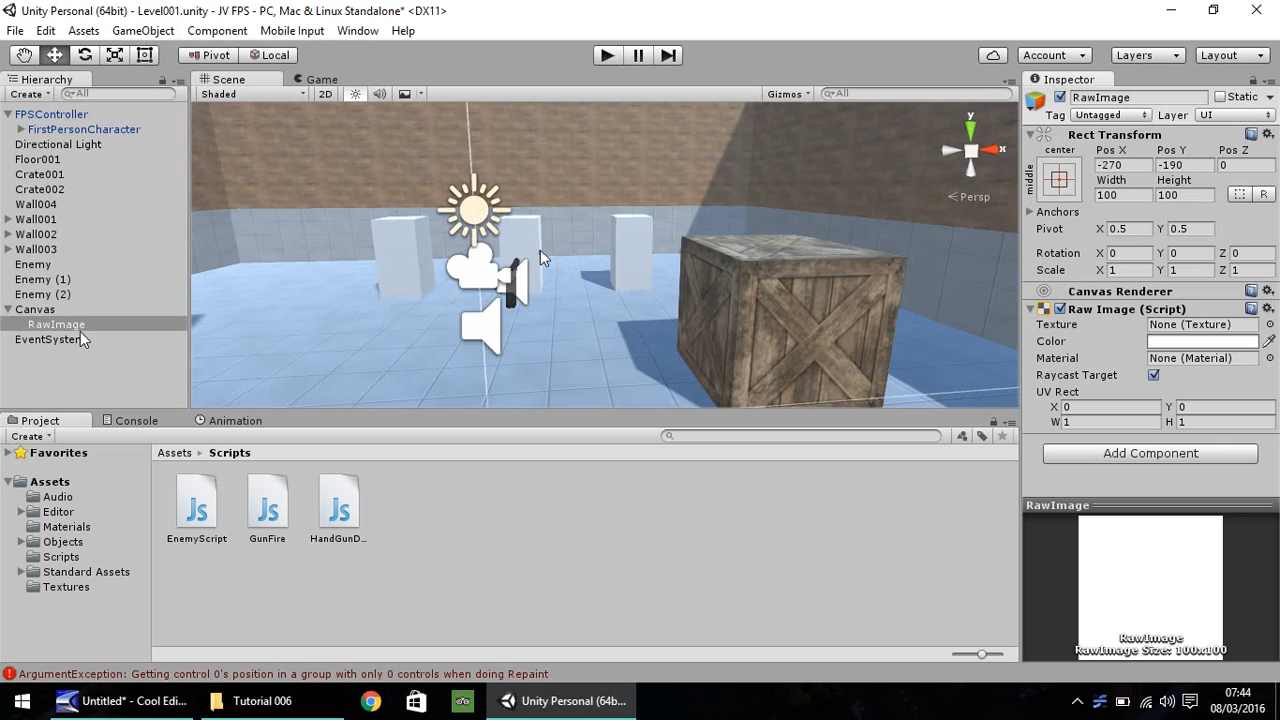 Unity Personal (64bit) - Level001.unity - JV FPS - PC, Mac & Linux Standalone* <DX11>
File Edit Assets GameObject Component Mobile Input Window Help
Pivot Local Account Layers Layout
Hierarchy
Create All
FPSController
FirstPersonCharacter
Directional Light
Floor001
Crate001
Crate002
Wall004
Wall001
Wall002
Wall003
Enemy
Enemy (1)
Enemy (2)
Canvas
RawImage
EventSystem
Scene Game
Shaded 2D Gizmos All
y
x
Persp
Inspector
RawImage Static
Tag Untagged Layer UI
Rect Transform
center
middle
Pos X Pos Y Pos Z
-270 -190 0
Width Height
100 100 R
Anchors
Pivot X 0.5 Y 0.5
Rotation X 0 Y 0 Z 0
Scale X 1 Y 1 Z 1
Canvas Renderer
Raw Image (Script)
Texture None (Texture)
Color
Material None (Material)
Raycast Target
UV Rect
X 0 Y 0
W 1 H 1
Add Component
RawImage
RawImage
RawImage Size: 100x100
Project Console Animation
Create
Favorites
Assets
Audio
Editor
Materials
Objects
Scripts
Standard Assets
Textures
Assets Scripts
Js Js Js
EnemyScript GunFire HandGunD...
ArgumentException: Getting control 0's position in a group with only 0 controls when doing Repaint
Untitled* - Cool Edi... Tutorial 006 Unity Personal (64b...
07:44
08/03/2016